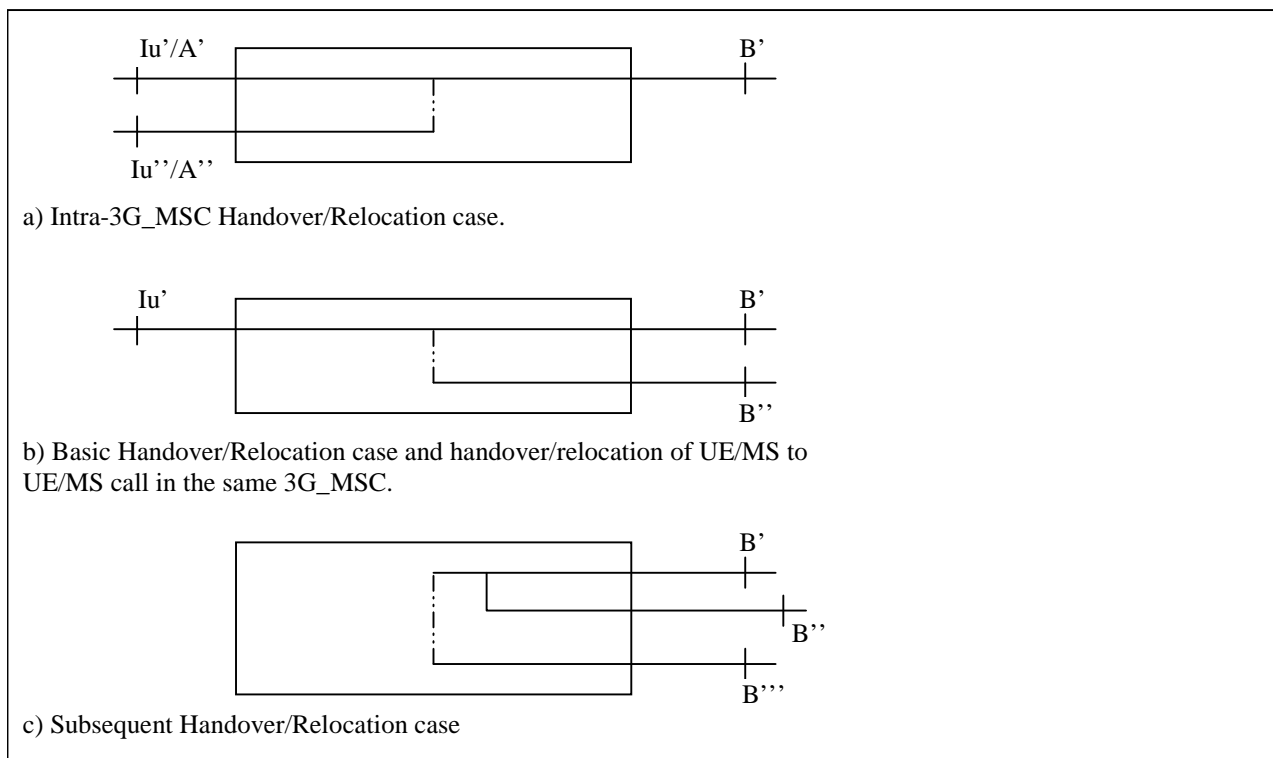 Iu’/A’ B’
Iu’’/A’’
a) Intra-3G_MSC Handover/Relocation case.
Iu’ B’
B’’
b) Basic Handover/Relocation case and handover/relocation of UE/MS to
UE/MS call in the same 3G_MSC.
B’
B’’
B’’’
c) Subsequent Handover/Relocation case